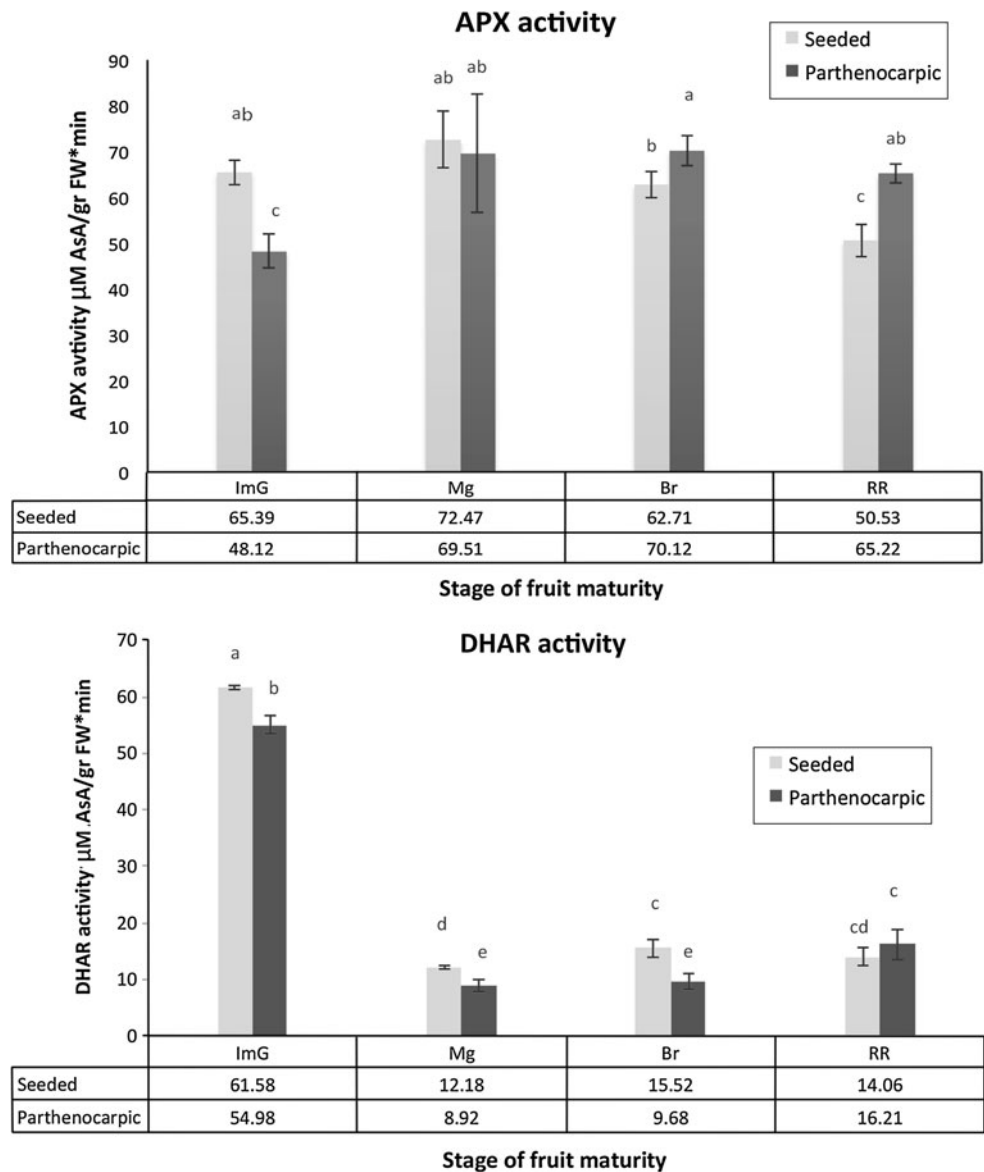 APX activity
Seeded
Parthenocarpic
APX avtivity µM AsA/gr FW*min
90
80
70
60
50
40
30
20
10
0
ab
c
ab
ab
b
a
c
ab
ImG Mg Br RR
Seeded 65.39 72.47 62.71 50.53
Parthenocarpic 48.12 69.51 70.12 65.22
Stage of fruit maturity
DHAR activity
Seeded
Parthenocarpic
DHAR activity µM .AsA/gr FW*min
70
60
50
40
30
20
10
0
a
b
d
e
c
e
cd
c
ImG Mg Br RR
Seeded 61.58 12.18 15.52 14.06
Parthenocarpic 54.98 8.92 9.68 16.21
Stage of fruit maturity